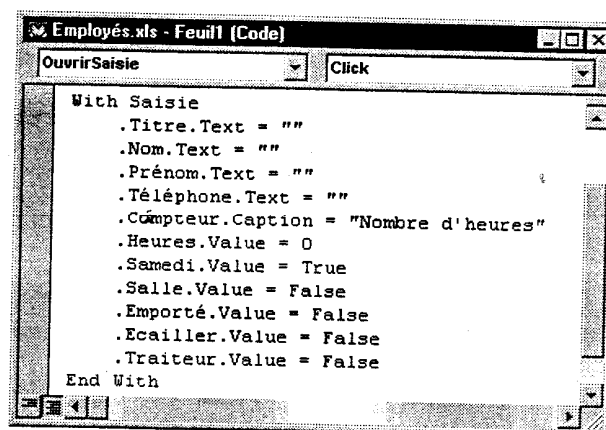 Employés.xls - Feuil1 (Code)
OuvrirSaisie Click
With Saisie
.Titre.Text = ""
.Nom.Text = ""
.Prénom.Text = ""
.Téléphone.Text = ""
.Compteur.Caption = "Nombre d'heures"
.Heures.Value = 0
.Samedi.Value = True
.Salle.Value = False
.Emporté.Value = False
.Ecailler.Value = False
.Traiteur.Value = False
End With